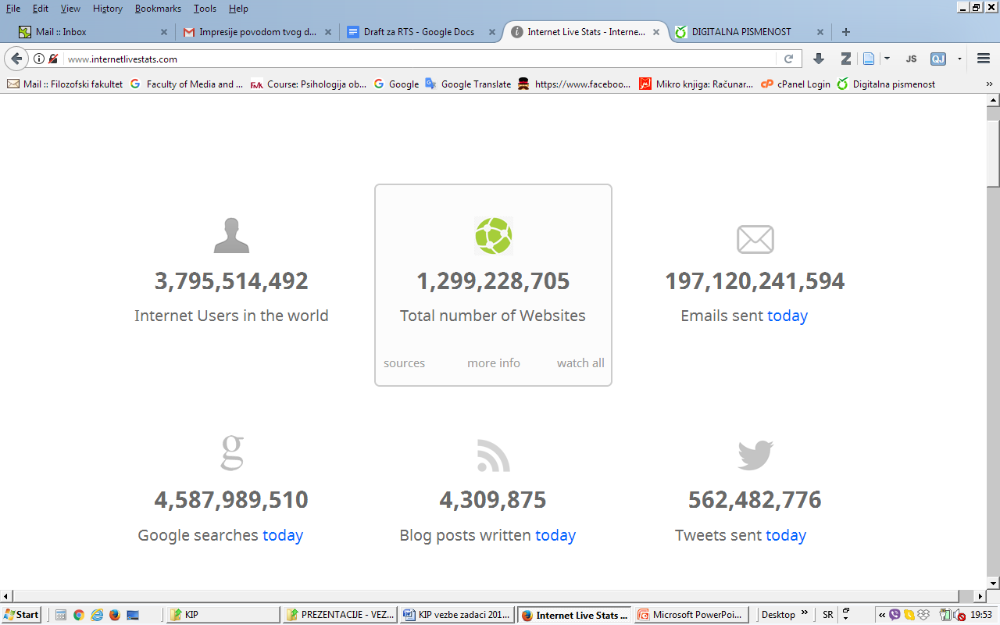 File Edit View History Bookmarks Tools Help
Mail :: Inbox Impresije povodom tvog d... Draft za RTS - Google Docs Internet Live Stats - Interne... DIGITALNA PISMENOST
www.internetlivestats.com JS QJ
Mail :: Filozofski fakultet Faculty of Media and ... FMK Course: Psihologija ob... Google Google Translate https://www.faceboo... Mikro knjiga: Računar... cPanel Login Digitalna pismenost »
3,795,514,492 1,299,228,705 197,120,241,594
Internet Users in the world Total number of Websites Emails sent today
sources more info watch all
4,587,989,510 4,309,875 562,482,776
Google searches today Blog posts written today Tweets sent today
Start KIP PREZENTACIJE - VEZ... KIP vezbe zadaci 201... Internet Live Stats ... Microsoft PowerPoi... Desktop » SR « 19:53